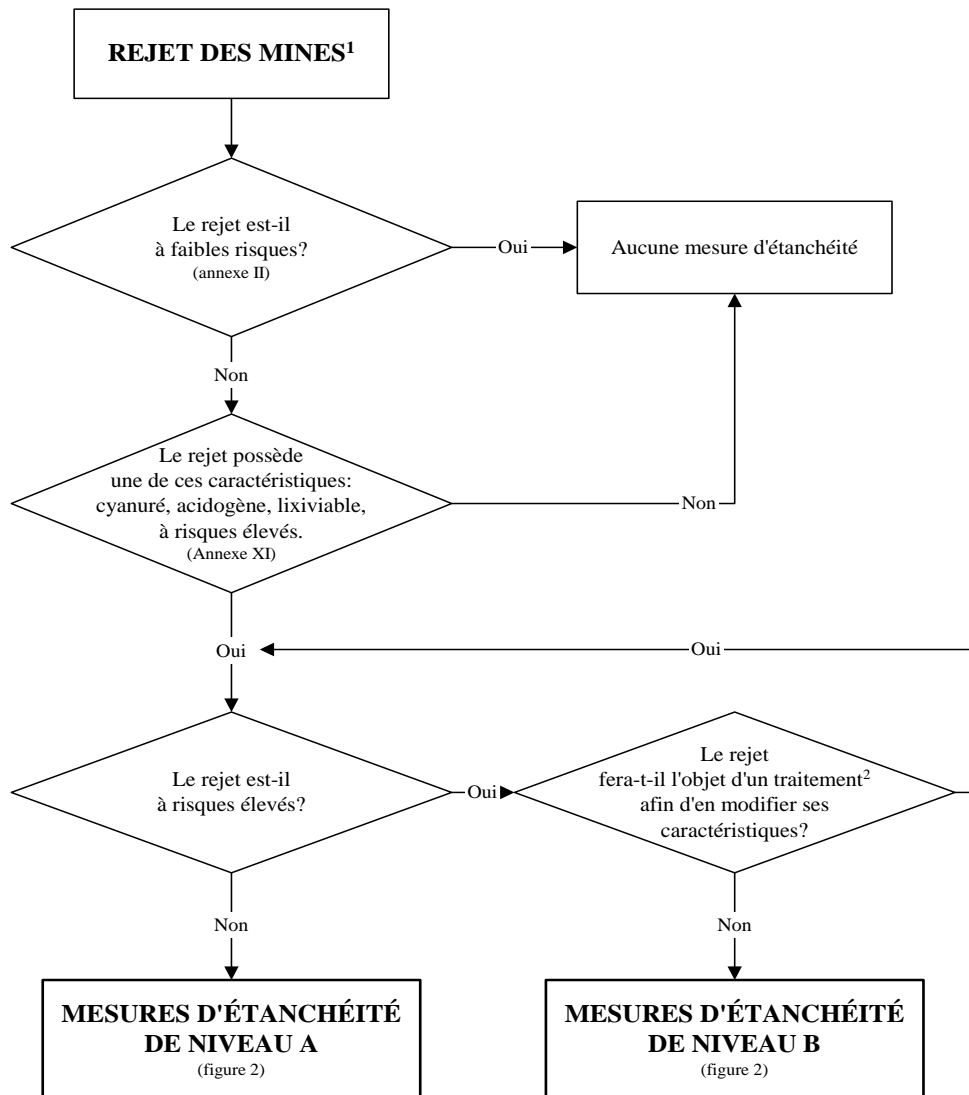 REJET DES MINES¹
Le rejet est-il
à faibles risques?
(annexe II)
Oui
Aucune mesure d'étanchéité
Non
Le rejet possède
une de ces caractéristiques:
cyanuré, acidogène, lixiviable,
à risques élevés.
(Annexe XI)
Non
Oui
Oui
Le rejet est-il
à risques élevés?
Oui
Le rejet
fera-t-il l'objet d'un traitement²
afin d'en modifier ses
caractéristiques?
Non
Non
MESURES D'ÉTANCHÉITÉ
DE NIVEAU A
(figure 2)
MESURES D'ÉTANCHÉITÉ
DE NIVEAU B
(figure 2)